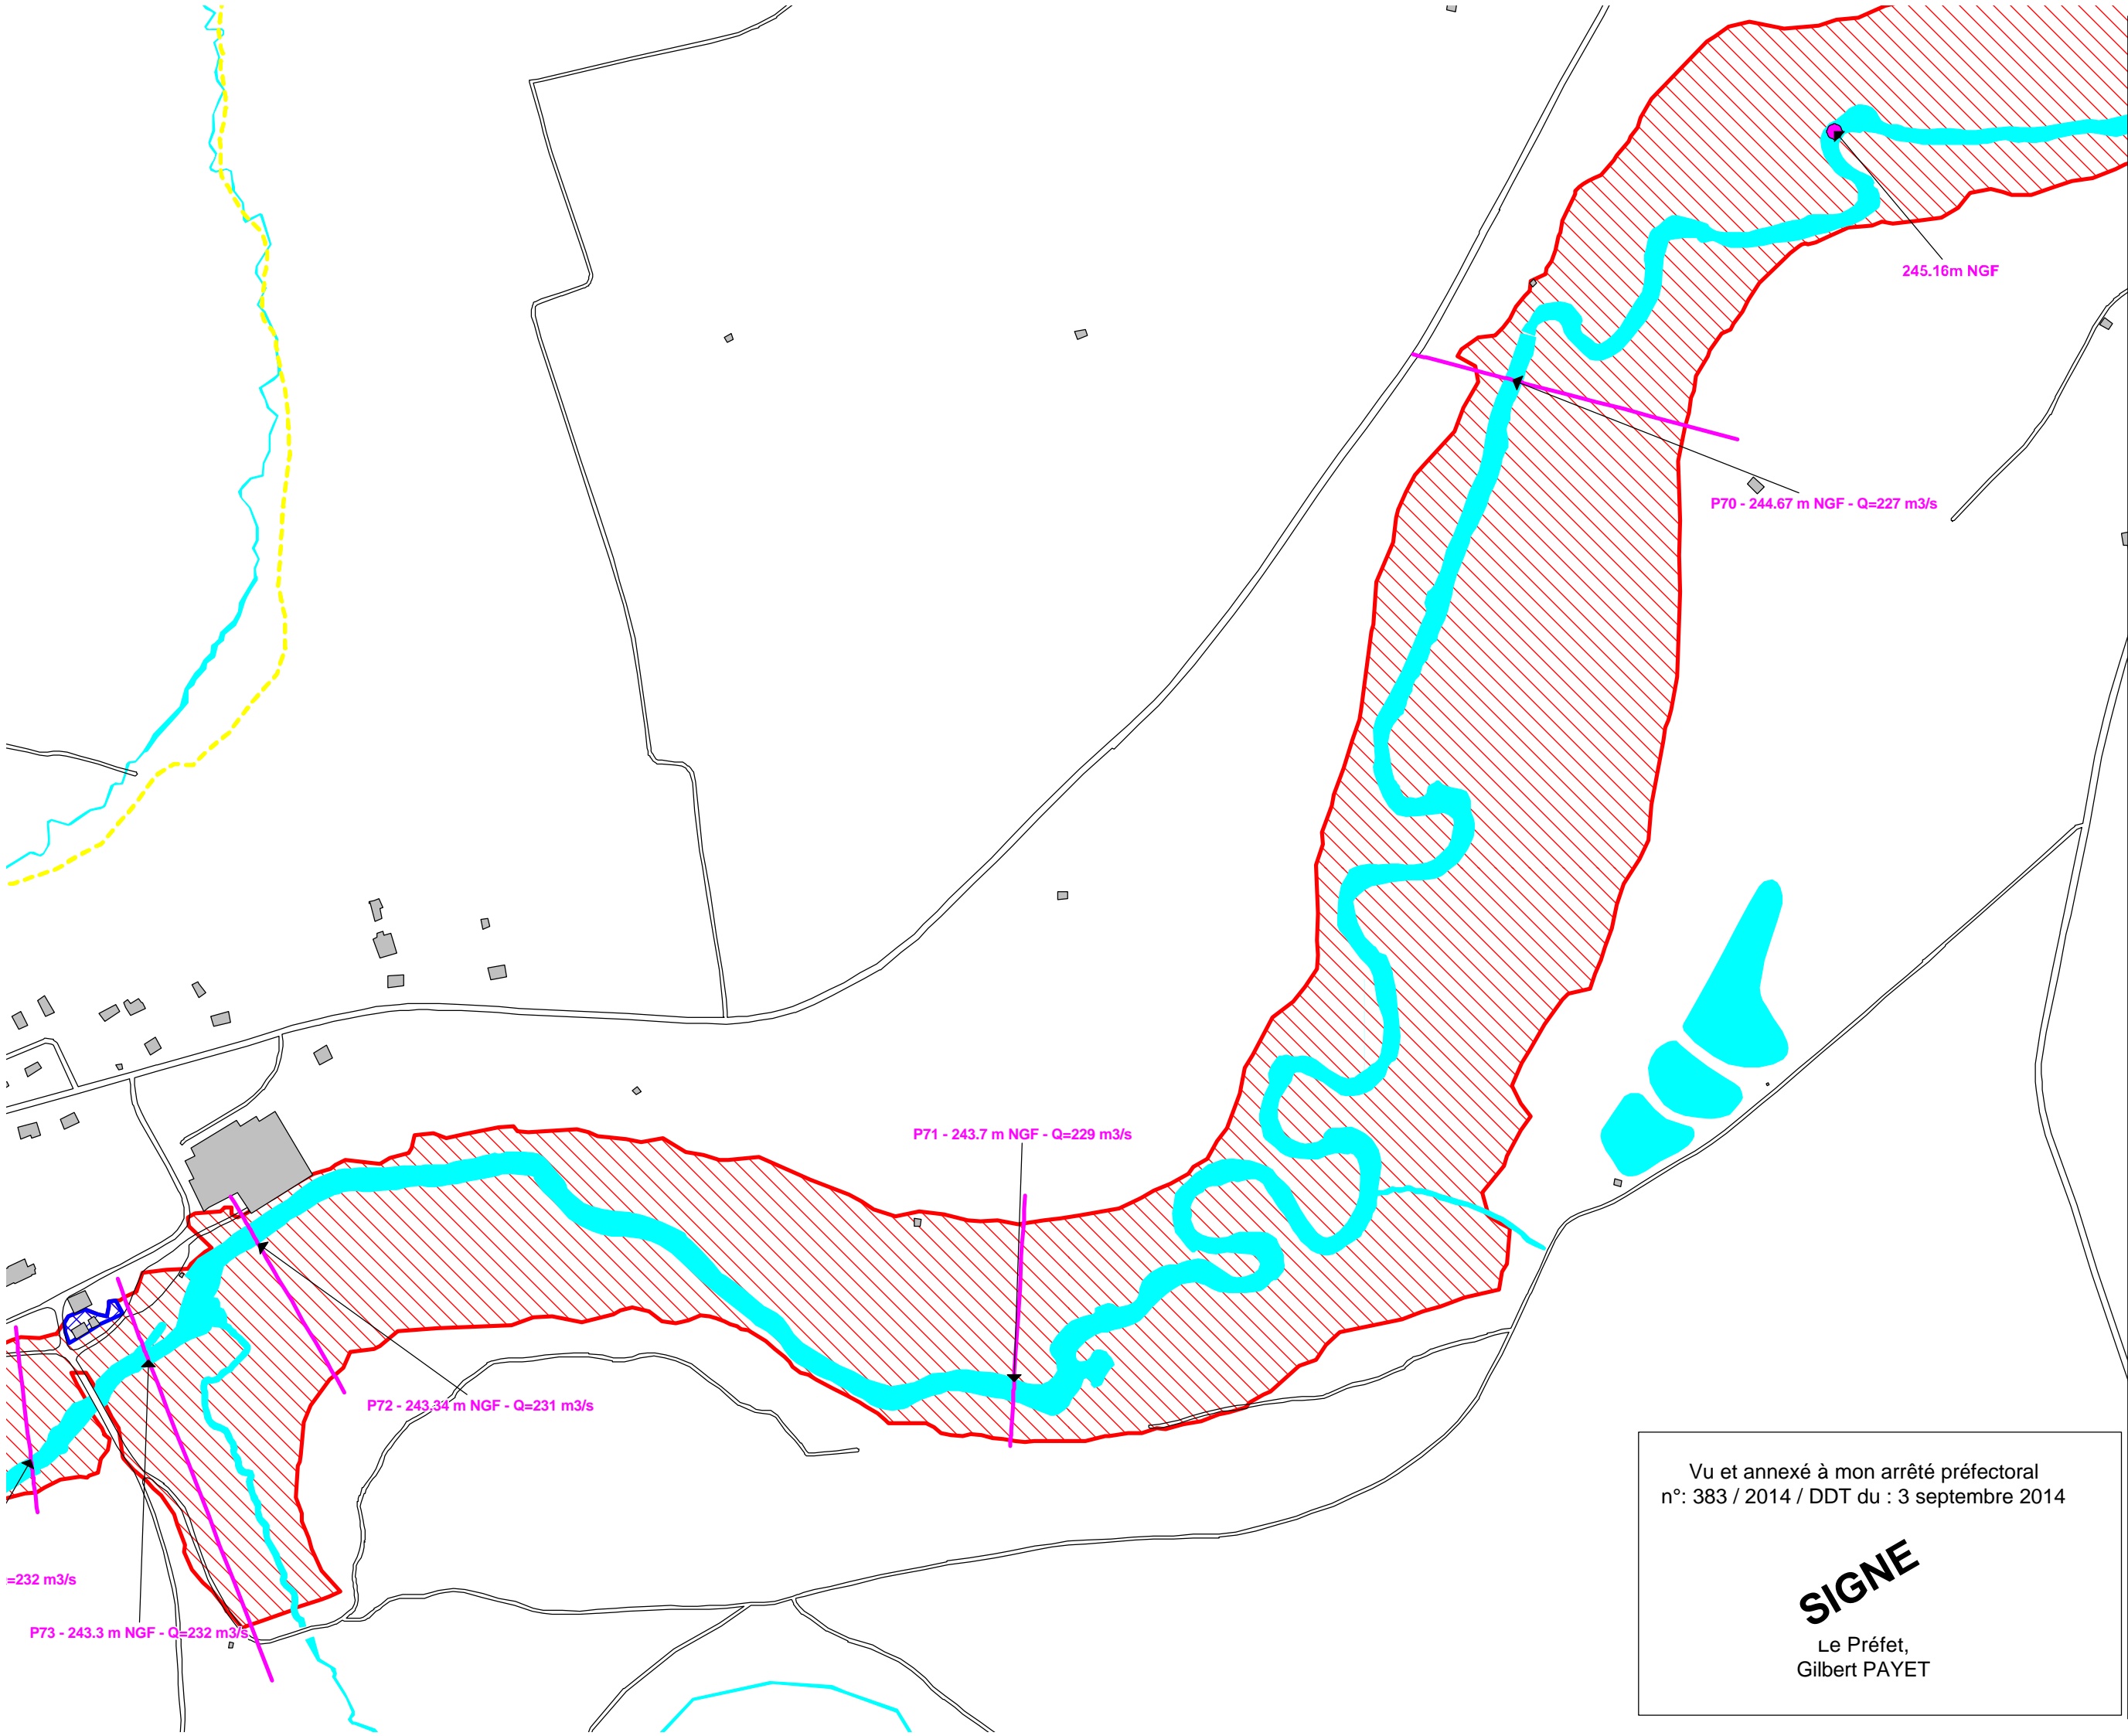 245.16m NGF
P70 - 244.67 m NGF - Q=227 m3/s
P71 - 243.7 m NGF - Q=229 m3/s
P72 - 243.34 m NGF - Q=231 m3/s
=232 m3/s
P73 - 243.3 m NGF - Q=232 m3/s
Vu et annexé à mon arrêté préfectoral
n°: 383 / 2014 / DDT du : 3 septembre 2014
SIGNE
Le Préfet,
Gilbert PAYET